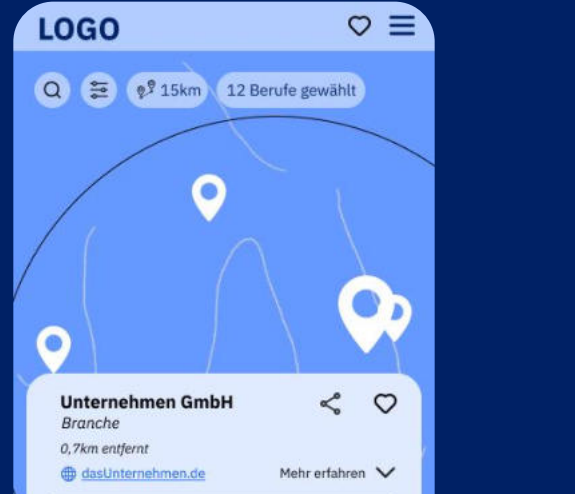 LOGO
15km
12 Berufe gewählt
Unternehmen GmbH
Branche
0,7km entfernt
dasUnternehmen.de
Mehr erfahren